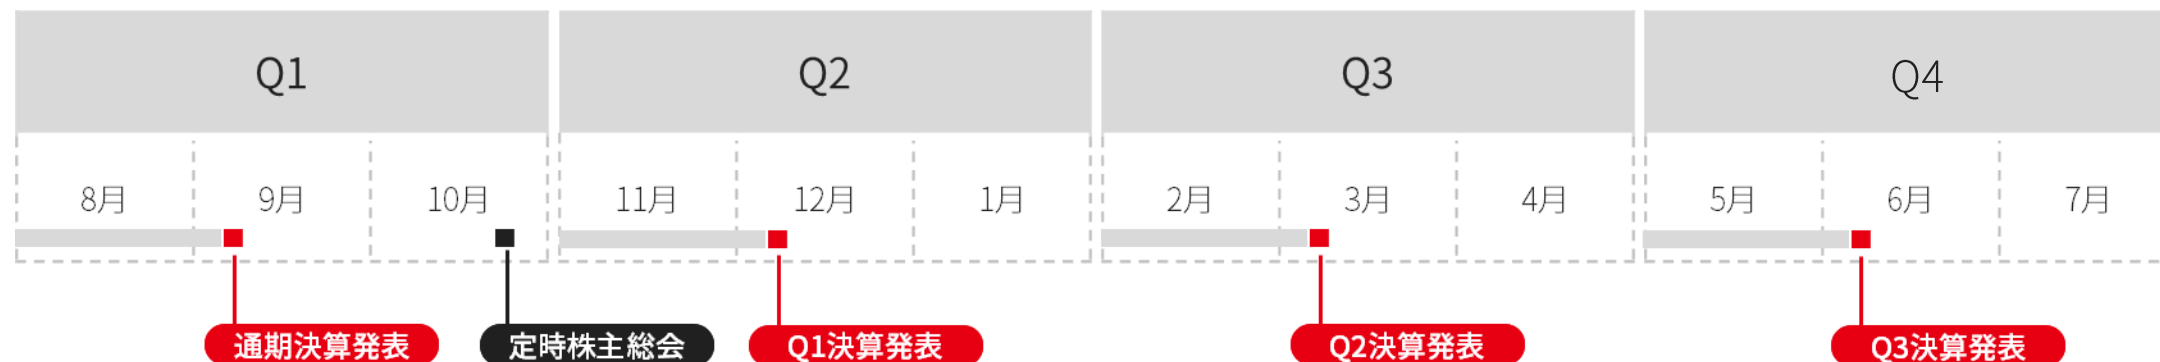 Q1
Q2
Q3
Q4
8月
9月
10月
11月
12月
1月
2月
3月
4月
5月
6月
7月
通期決算発表
定時株主総会
Q1決算発表
Q2決算発表
Q3決算発表